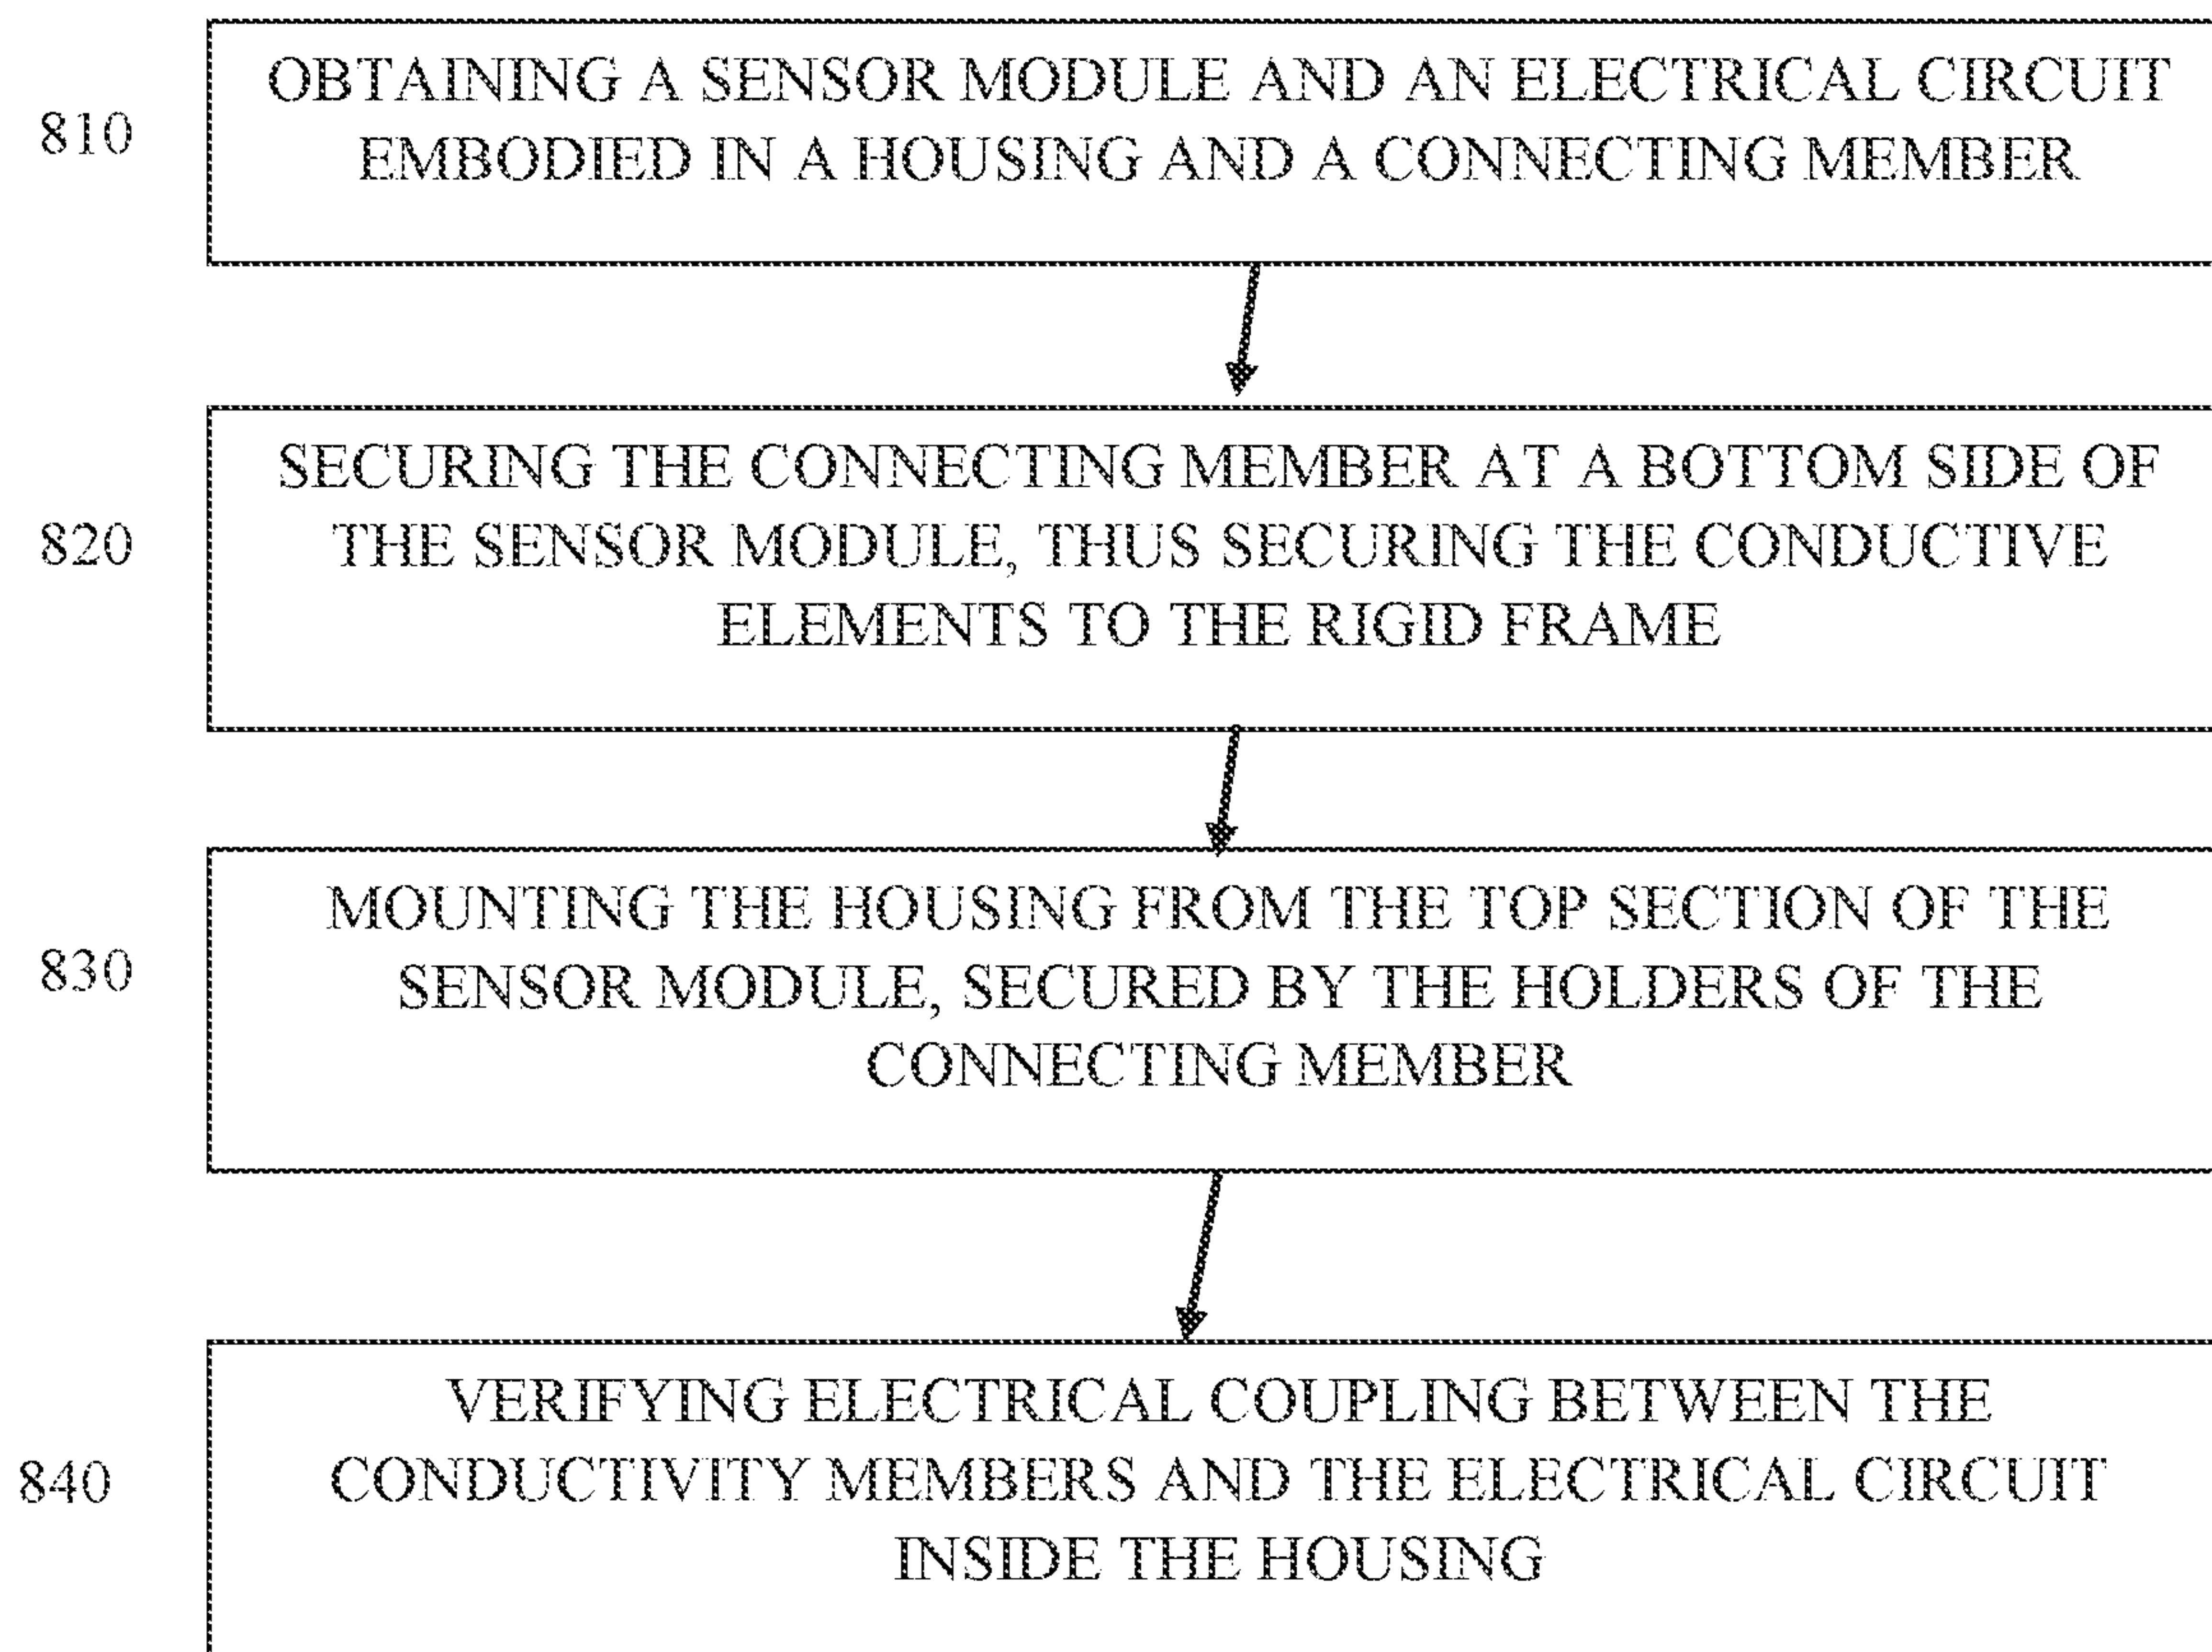 OBTAINING A SENSOR MODULE AND AN ELECTRICAL CIRCUIT
810
EMBODIED IN A HOUSING AND A CONNECTING MEMBER
SECURING THE CONNECTING MEMBER AT A BOTTOM SIDE OF
820
THE SENSOR MODULE, THUS SECURING THE CONDUCTIVE
ELEMENTS TO THE RIGID FRAME
MOUNTING THE HOUSING FROM THE TOP SECTION OF THE
830
SENSOR MODULE, SECURED BY THE HOLDERS OF THE
CONNECTING MEMBER
VERIFYING ELECTRICAL COUPLING BETWEEN THE
840
CONDUCTIVITY MEMBERS AND THE ELECTRICAL CIRCUIT
INSIDE THE HOUSING